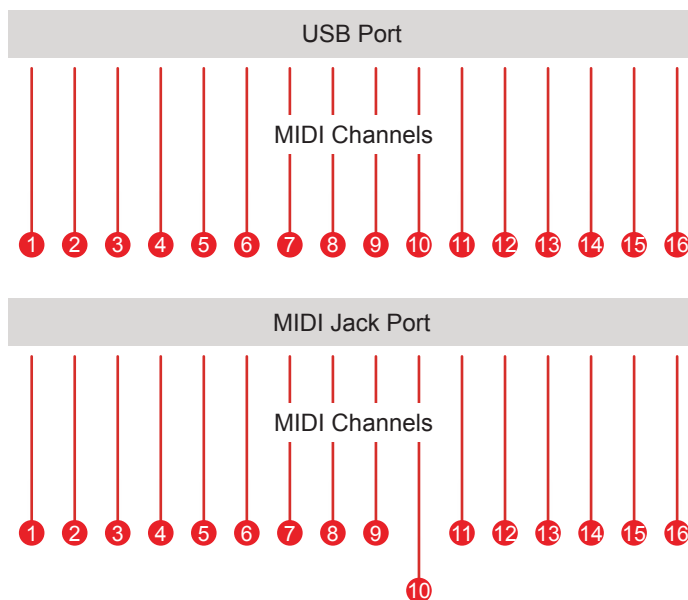 USB Port
MIDI Channels
1 2 3 4 5 6 7 8 9 10 11 12 13 14 15 16
MIDI Jack Port
MIDI Channels
1 2 3 4 5 6 7 8 9 11 12 13 14 15 16
10